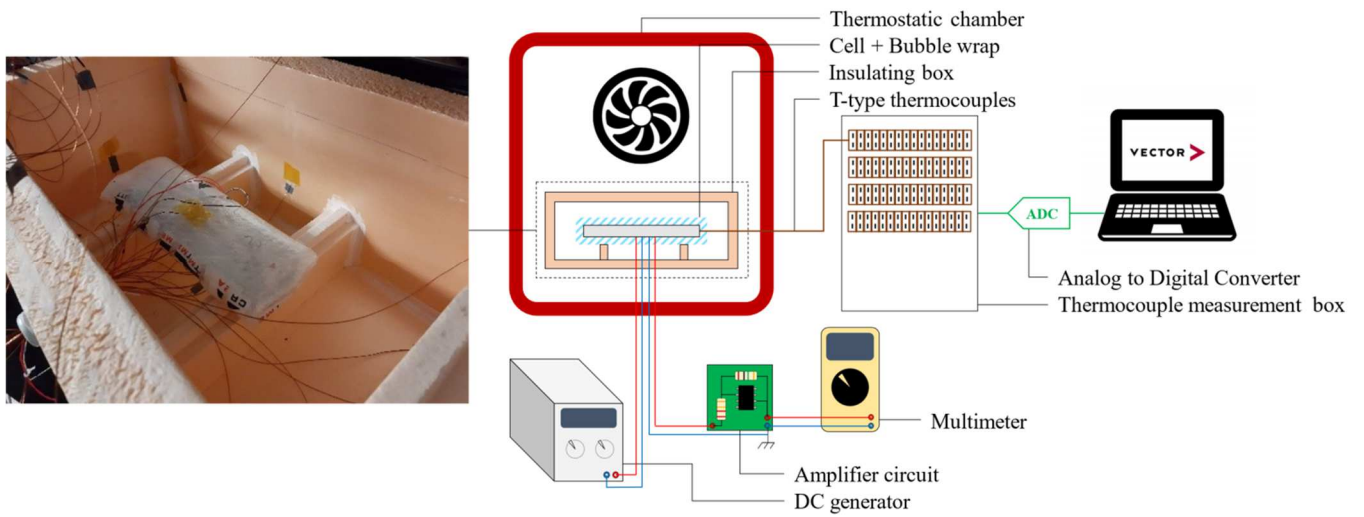 Thermostatic chamber
Cell + Bubble wrap
Insulating box
T-type thermocouples
VECTOR
ADC
Analog to Digital Converter
Thermocouple measurement box
Multimeter
Amplifier circuit
DC generator